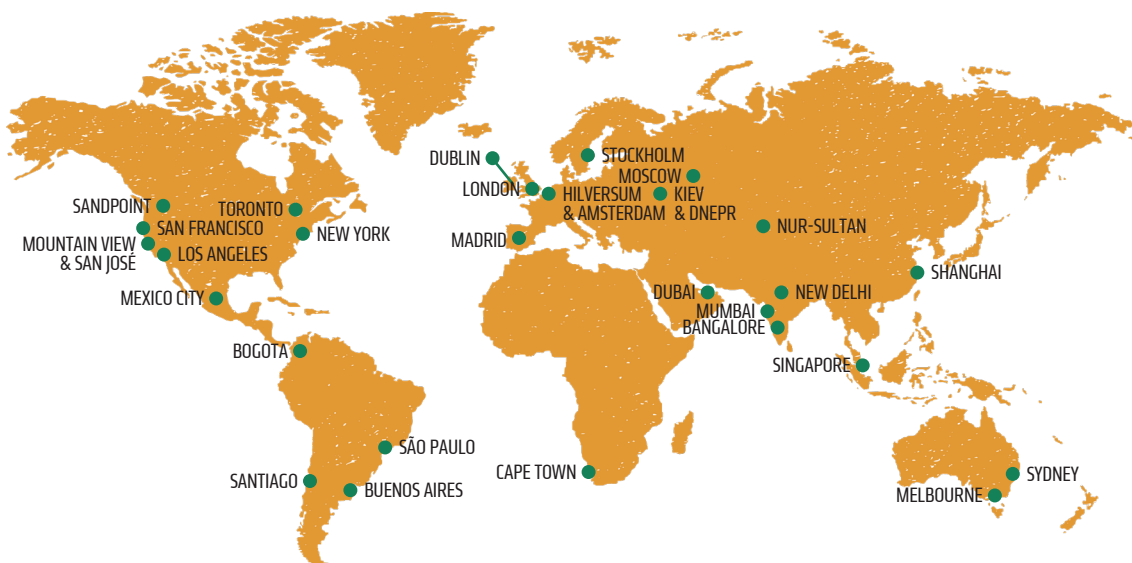 DUBLIN
STOCKHOLM
MOSCOW
LONDON
HILVERSUM
& AMSTERDAM
KIEV
& DNEPR
SANDPOINT
TORONTO
SAN FRANCISCO
NEW YORK
MOUNTAIN VIEW
& SAN JOSÉ
LOS ANGELES
MADRID
NUR-SULTAN
SHANGHAI
MEXICO CITY
DUBAI
NEW DELHI
MUMBAI
BANGALORE
BOGOTA
SINGAPORE
SÃO PAULO
SANTIAGO
BUENOS AIRES
CAPE TOWN
SYDNEY
MELBOURNE